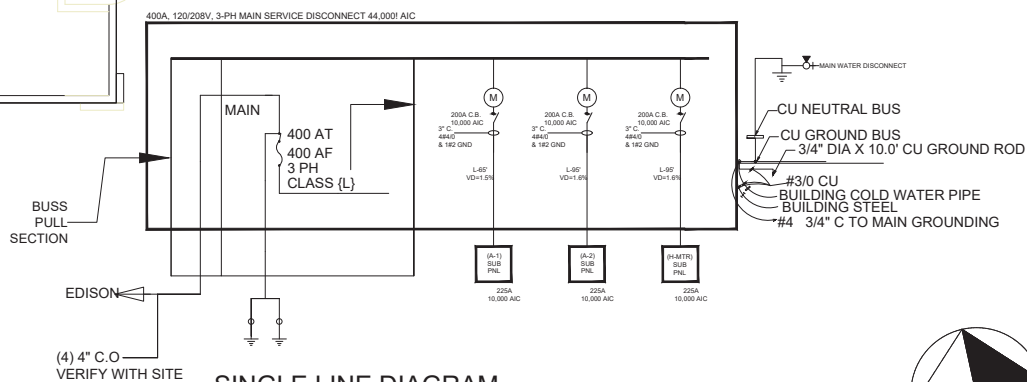 400A, 120/208V, 3-PH MAIN SERVICE DISCONNECT 44,000! AIC
MAIN
400 AT
400 AF
3 PH
CLASS {L}
BUSS
PULL
SECTION
EDISON
(4) 4" C.O
VERIFY WITH SITE
M
200A C.B.
10,000 AIC
3" C.
4#4/0
& 1#2 GND
L-65'
VD=1.5%
(A-1)
SUB
PNL
225A
10,000 AIC
M
200A C.B.
10,000 AIC
3" C.
4#4/0
& 1#2 GND
L-95'
VD=1.6%
(A-2)
SUB
PNL
225A
10,000 AIC
M
200A C.B.
10,000 AIC
3" C.
4#4/0
& 1#2 GND
L-95'
VD=1.6%
(H-MTR)
SUB
PNL
225A
10,000 AIC
MAIN WATER DISCONNECT
CU NEUTRAL BUS
CU GROUND BUS
3/4" DIA X 10.0' CU GROUND ROD
#3/0 CU
BUILDING COLD WATER PIPE
BUILDING STEEL
#4 3/4" C TO MAIN GROUNDING
SINGLE LINE DIAGRAM